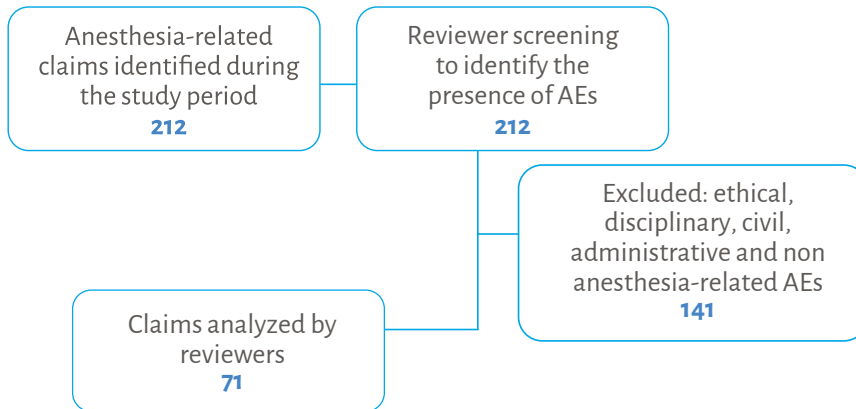 Anesthesia-related
claims identified during
the study period
212
Reviewer screening
to identify the
presence of AEs
212
Excluded: ethical,
disciplinary, civil,
administrative and non
anesthesia-related AEs
141
Claims analyzed by
reviewers
71